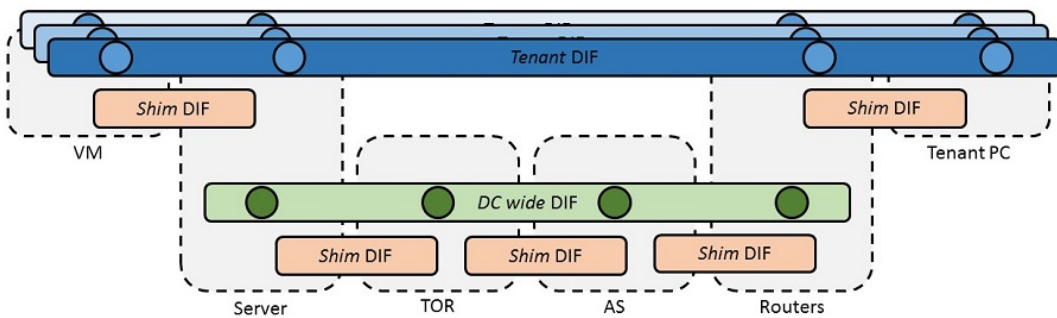 Tenant DIF
Shim DIF
Shim DIF
VM
Tenant PC
DC wide DIF
Shim DIF
Shim DIF
Shim DIF
Server
TOR
AS
Routers